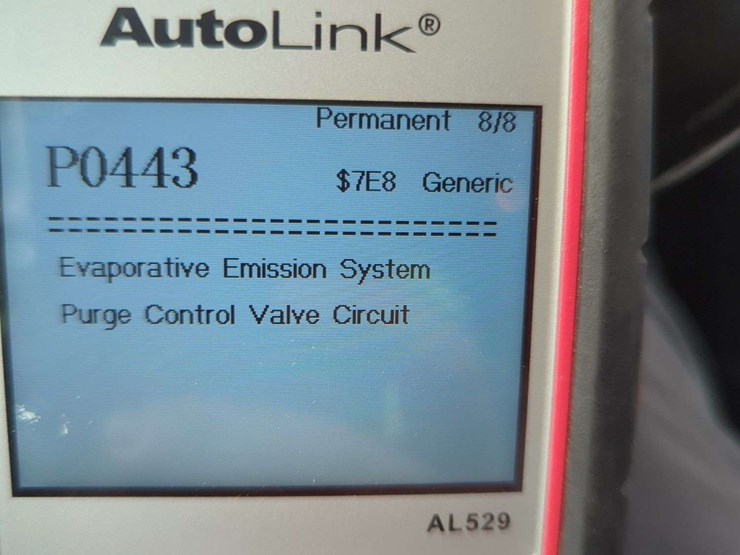 AutoLink®
Permanent 8/8
P0443
$7E8 Generic
================================
Evaporative Emission System
Purge Control Valve Circuit
AL529